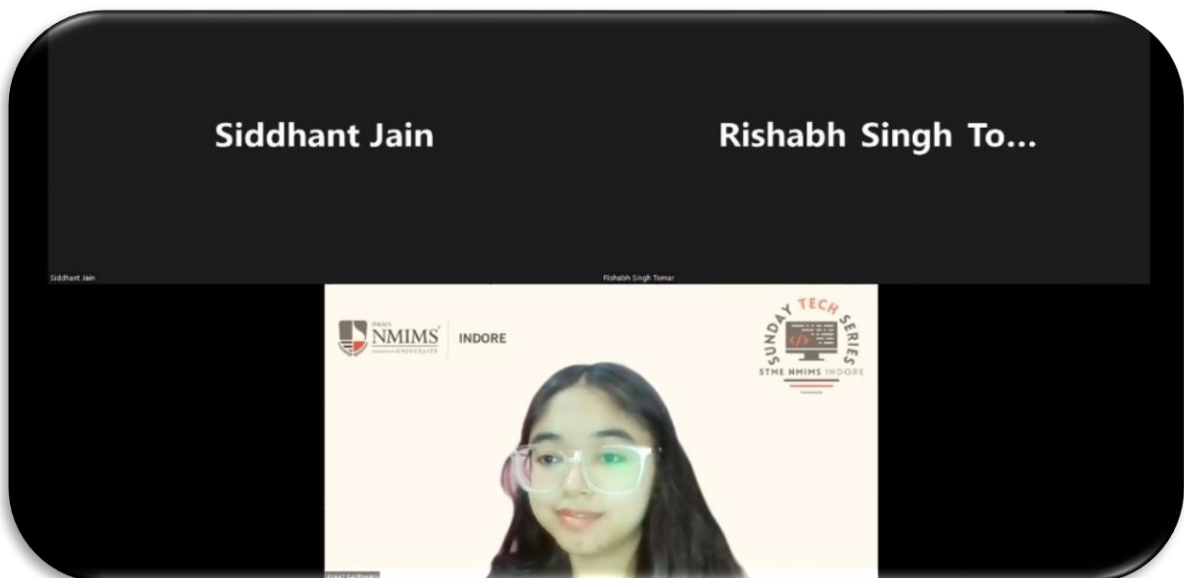 Siddhant Jain
Rishabh Singh To...
Siddhant Jain
Rishabh Singh Tomar
NMIMS
INDORE
SUNDAY TECH SERIES
</>
STME NMIMS INDORE